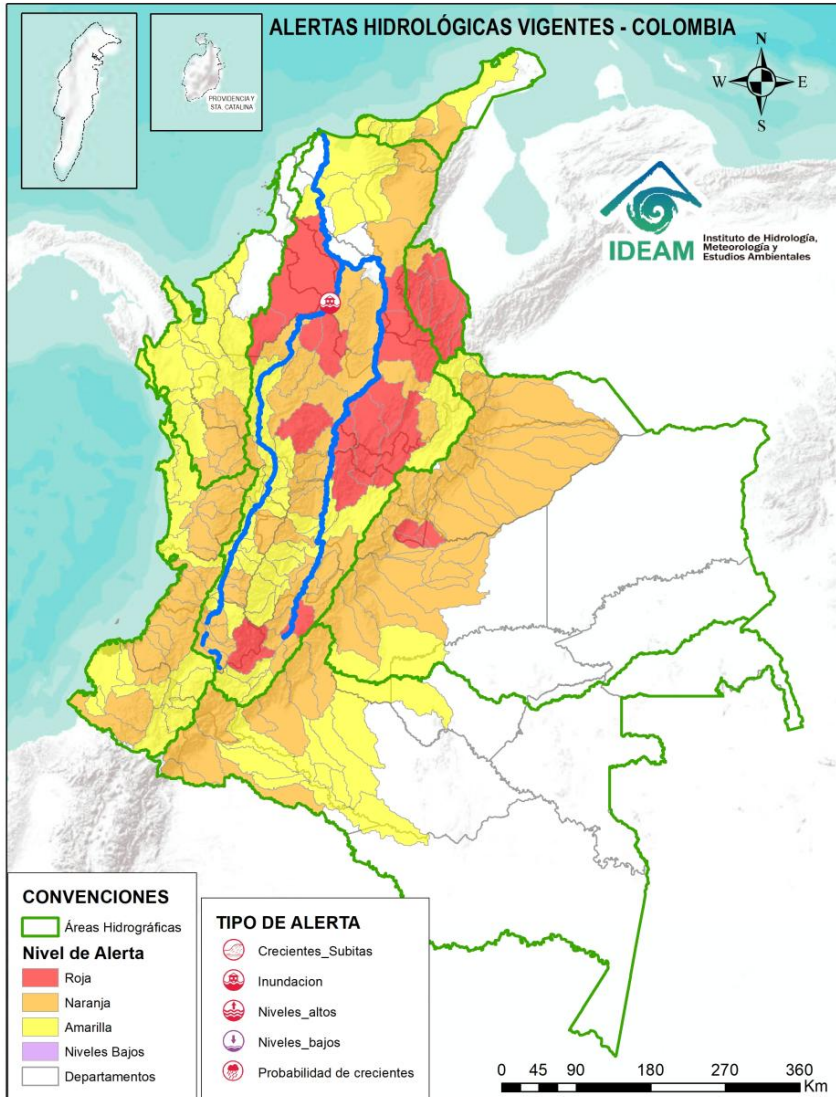 ALERTAS HIDROLÓGICAS VIGENTES - COLOMBIA
PROVIDENCIA Y
STA. CATALINA
N
W
E
S
IDEAM
Instituto de Hidrología,
Meteorología y
Estudios Ambientales
CONVENCIONES
Áreas Hidrográficas
Nivel de Alerta
Roja
Naranja
Amarilla
Niveles Bajos
Departamentos
TIPO DE ALERTA
Crecientes_Subitas
Inundacion
Niveles_altos
Niveles_bajos
Probabilidad de crecientes
0 45 90 180 270 360
Km